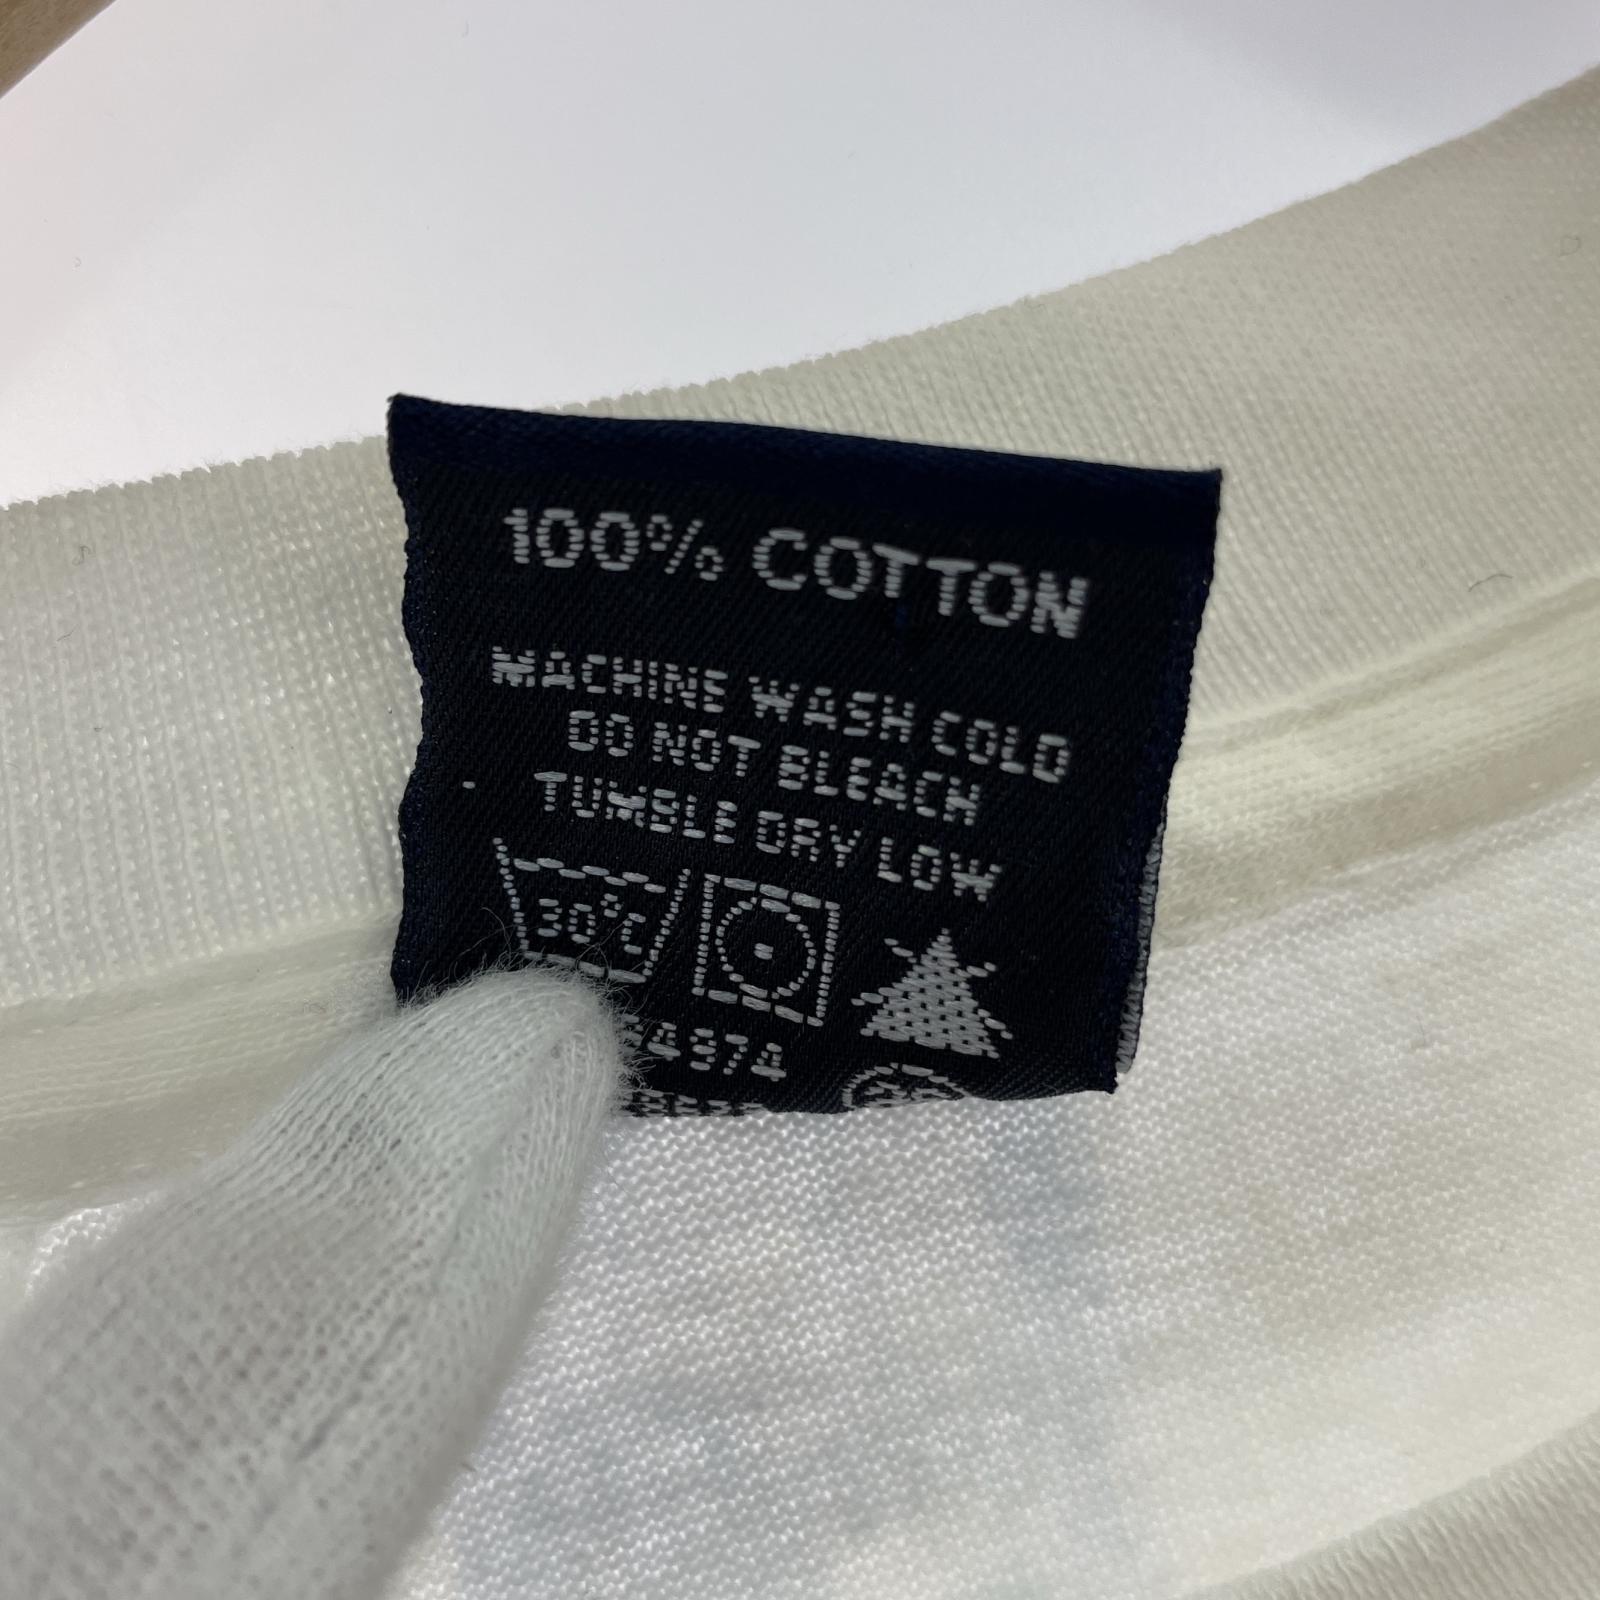 100% COTTON
MACHINE WASH COLD
DO NOT BLEACH
TUMBLE DRY LOW
30°C